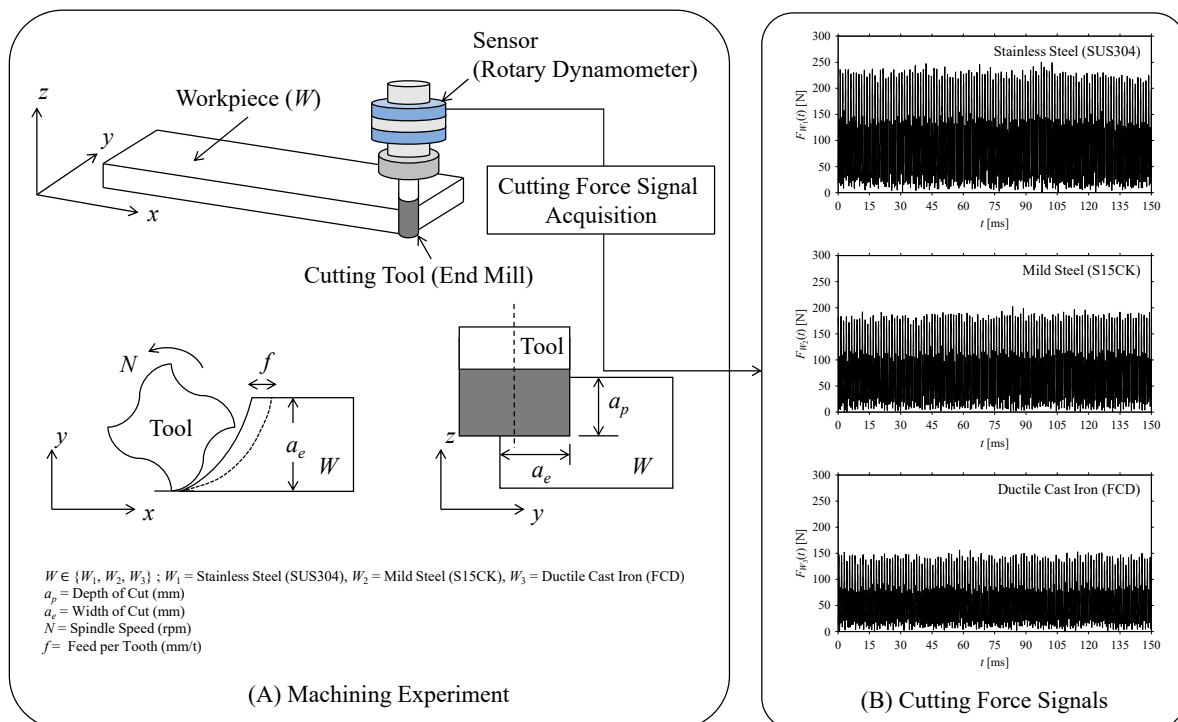 Sensor
(Rotary Dynamometer)
Workpiece (W)
z
y
x
Cutting Force Signal
Acquisition
Cutting Tool (End Mill)
N
f
Tool
a_e
W
y
x
Tool
a_p
a_e
W
z
y
W ∈ {W₁, W₂, W₃} ; W₁ = Stainless Steel (SUS304), W₂ = Mild Steel (S15CK), W₃ = Ductile Cast Iron (FCD)
a_p = Depth of Cut (mm)
a_e = Width of Cut (mm)
N = Spindle Speed (rpm)
f = Feed per Tooth (mm/t)
(A) Machining Experiment
Stainless Steel (SUS304)
F_W₁(t) [N]
300
250
200
150
100
50
0
0 15 30 45 60 75 90 105 120 135 150
t [ms]
Mild Steel (S15CK)
F_W₂(t) [N]
300
250
200
150
100
50
0
0 15 30 45 60 75 90 105 120 135 150
t [ms]
Ductile Cast Iron (FCD)
F_W₃(t) [N]
300
250
200
150
100
50
0
0 15 30 45 60 75 90 105 120 135 150
t [ms]
(B) Cutting Force Signals